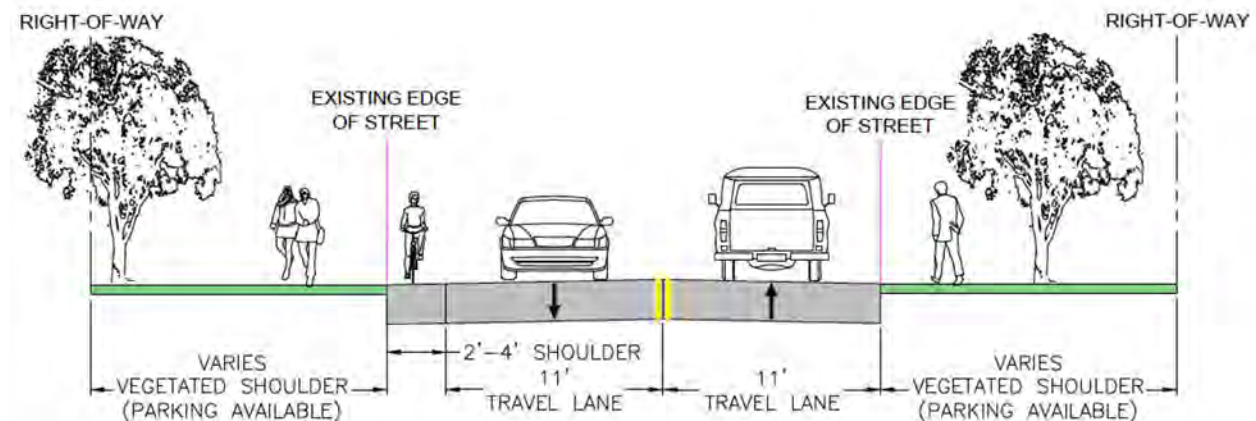 RIGHT-OF-WAY
RIGHT-OF-WAY
EXISTING EDGE
OF STREET
EXISTING EDGE
OF STREET
2'-4' SHOULDER
VARIES
VEGETATED SHOULDER
(PARKING AVAILABLE)
11'
TRAVEL LANE
11'
TRAVEL LANE
VARIES
VEGETATED SHOULDER
(PARKING AVAILABLE)